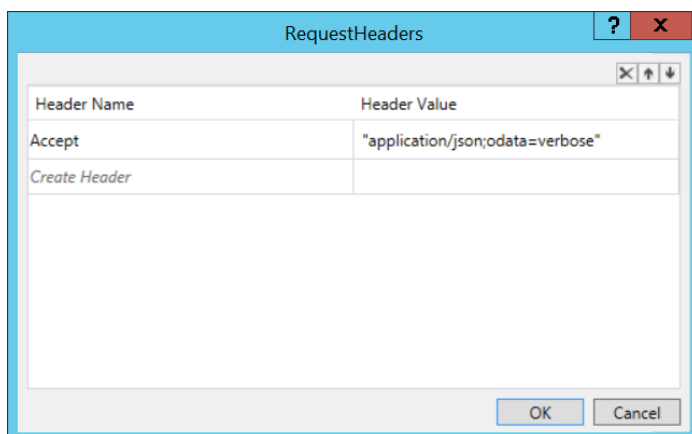 RequestHeaders
?
X
Header Name Header Value
Accept "application/json;odata=verbose"
Create Header
OK Cancel